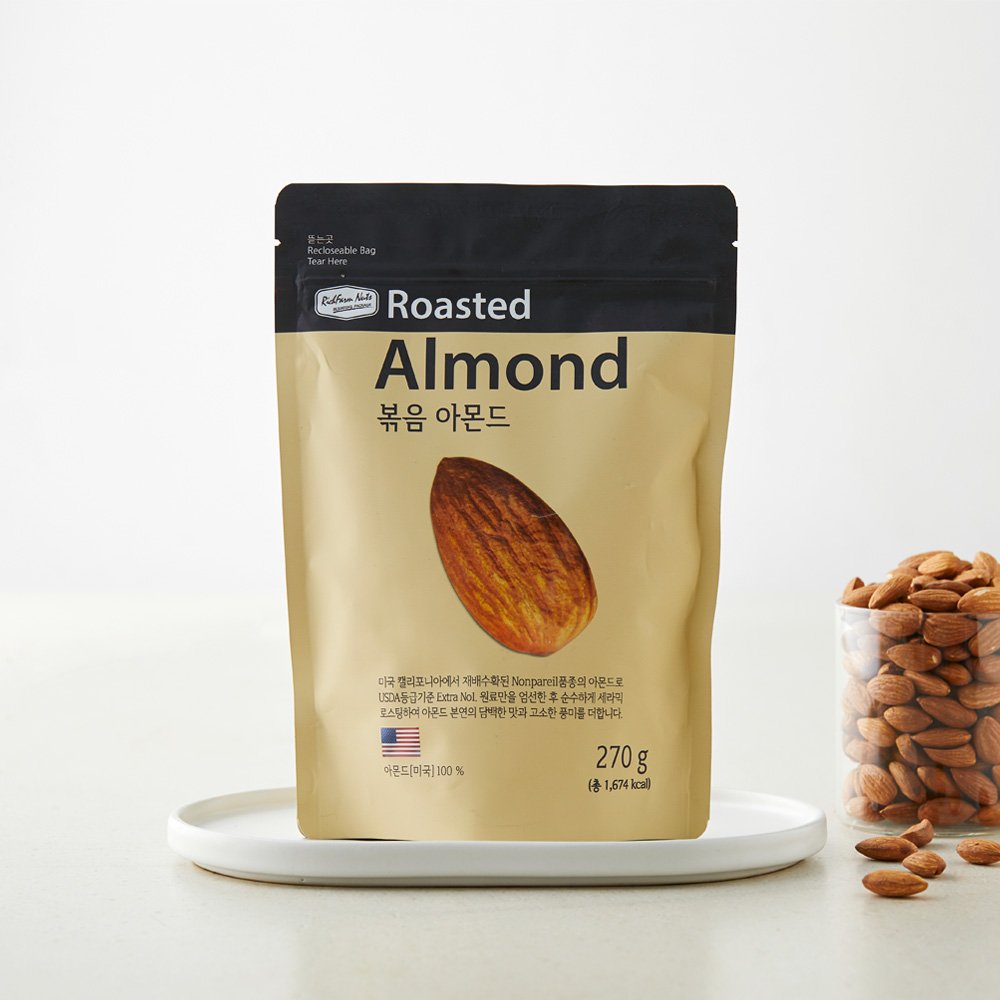 뜯는곳
Recloseable Bag
Tear Here
RichFarm Nuts
Roasted
Almond
볶음 아몬드
미국 캘리포니아에서 재배수확된 Nonpareil품종의 아몬드로
USDA등급기준 Extra No1. 원료만을 엄선한 후 순수하게 세라믹
로스팅하여 아몬드 본연의 담백한 맛과 고소한 풍미를 더합니다.
270 g
아몬드[미국] 100 %
(총 1,674 kcal)